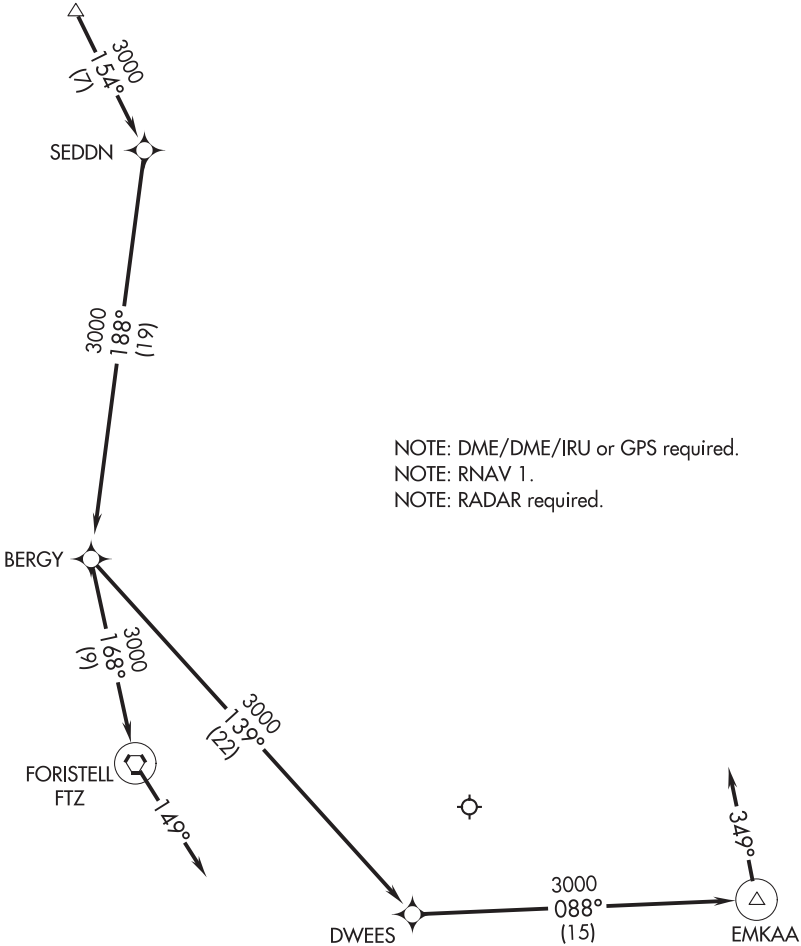 3000
154°
(7)
SEDDN
3000
188°
(19)
NOTE: DME/DME/IRU or GPS required.
NOTE: RNAV 1.
NOTE: RADAR required.
BERGY
3000
168°
(9)
3000
139°
(22)
FORISTELL
FTZ
149°
349°
3000
088°
(15)
DWEES
EMKAA